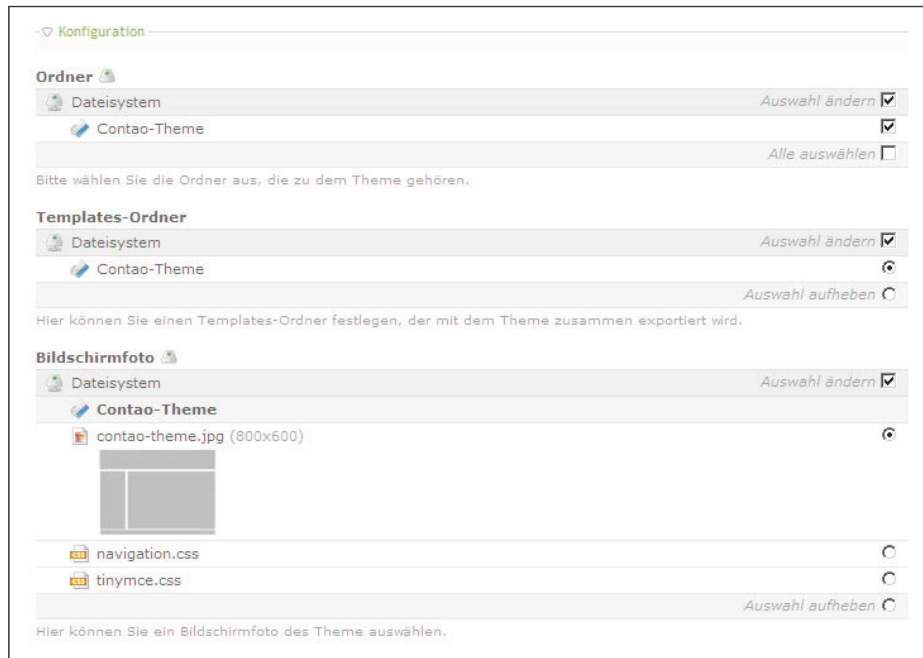 Konfiguration
Ordner
Dateisystem Auswahl ändern
Contao-Theme
Alle auswählen
Bitte wählen Sie die Ordner aus, die zu dem Theme gehören.
Templates-Ordner
Dateisystem Auswahl ändern
Contao-Theme
Auswahl aufheben
Hier können Sie einen Templates-Ordner festlegen, der mit dem Theme zusammen exportiert wird.
Bildschirmfoto
Dateisystem Auswahl ändern
Contao-Theme
contao-theme.jpg (800x600)
css navigation.css
css tinymce.css
Auswahl aufheben
Hier können Sie ein Bildschirmfoto des Theme auswählen.